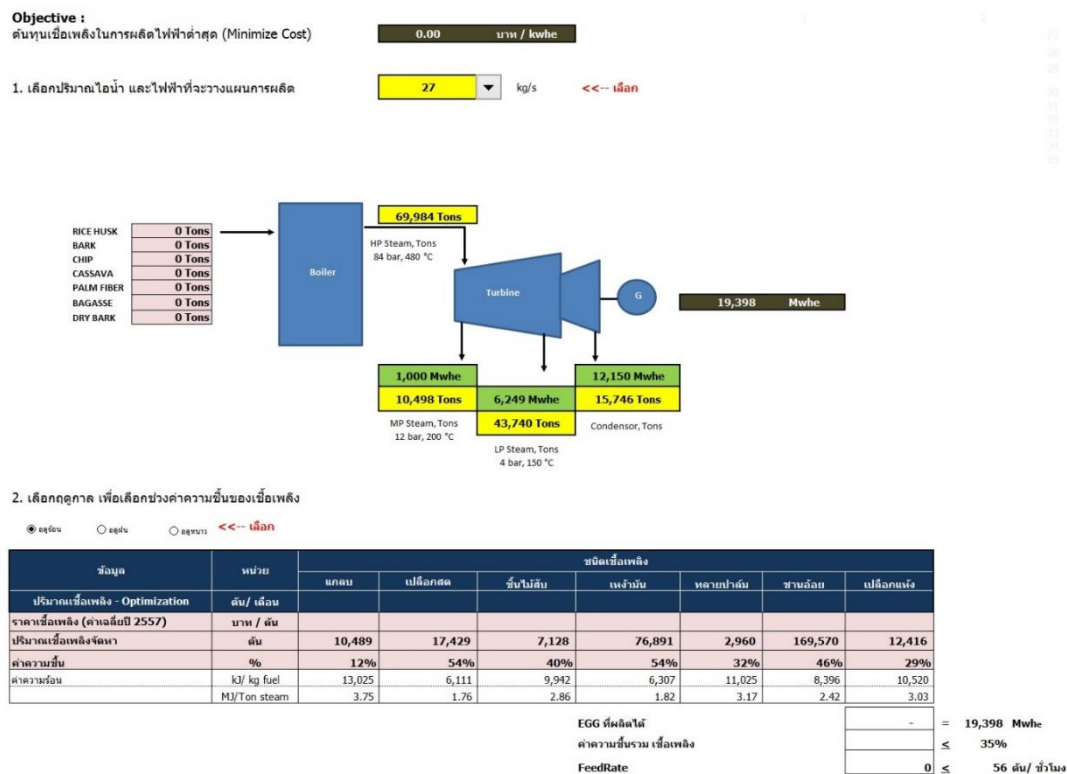 Objective :
ต้นทุนเชื้อเพลิงในการผลิตไฟฟ้าต่ำสุด (Minimize Cost) 0.00 บาท / kwhe
1. เลือกปริมาณไอน้ำ และไฟฟ้าที่จะวางแผนการผลิต 27 kg/s <<-- เลือก
69,984 Tons
HP Steam, Tons
84 bar, 480 °C
RICE HUSK 0 Tons
BARK 0 Tons
CHIP 0 Tons
CASSAVA 0 Tons
PALM FIBER 0 Tons
BAGASSE 0 Tons
DRY BARK 0 Tons
Boiler
Turbine
G
19,398 Mwhe
1,000 Mwhe 12,150 Mwhe
10,498 Tons 6,249 Mwhe 15,746 Tons
MP Steam, Tons 43,740 Tons Condensor, Tons
12 bar, 200 °C
LP Steam, Tons
4 bar, 150 °C
2. เลือกฤดูกาล เพื่อเลือกช่วงค่าความชื้นของเชื้อเพลิง
ฤดูร้อน ฤดูฝน ฤดูหนาว <<-- เลือก
ข้อมูล หน่วย ชนิดเชื้อเพลิง
แกลบ เปลือกสด ชิ้นไม้สับ เหง้ามัน ทลายปาล์ม ชานอ้อย เปลือกแห้ง
ปริมาณเชื้อเพลิง - Optimization ตัน/ เดือน
ราคาเชื้อเพลิง (ค่าเฉลี่ยปี 2557) บาท / ตัน
ปริมาณเชื้อเพลิงจัดหา ตัน 10,489 17,429 7,128 76,891 2,960 169,570 12,416
ค่าความชื้น % 12% 54% 40% 54% 32% 46% 29%
ค่าความร้อน kJ/ kg fuel 13,025 6,111 9,942 6,307 11,025 8,396 10,520
MJ/Ton steam 3.75 1.76 2.86 1.82 3.17 2.42 3.03
EGG ที่ผลิตได้ - = 19,398 Mwhe
ค่าความชื้นรวม เชื้อเพลิง ≤ 35%
FeedRate 0 ≤ 56 ตัน/ ชั่วโมง